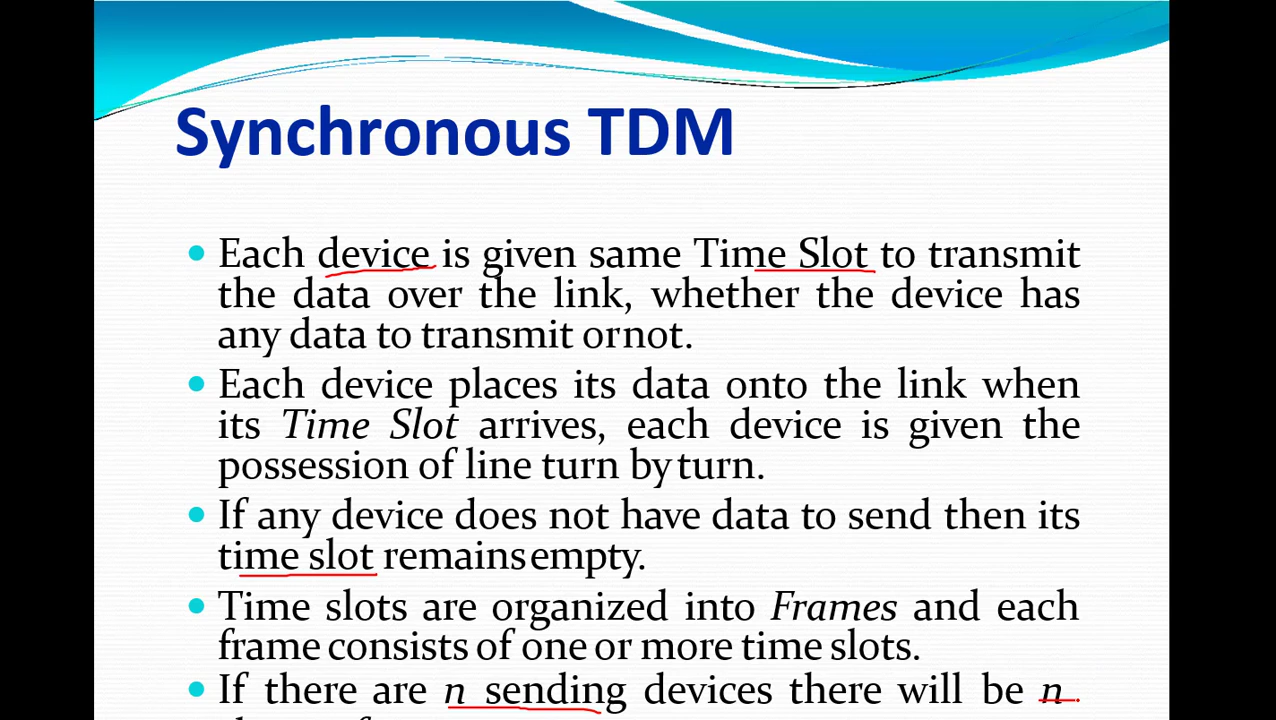 Synchronous TDM
• Each device is given same Time Slot to transmit
the data over the link, whether the device has
any data to transmit or not.
• Each device places its data onto the link when
its Time Slot arrives, each device is given the
possession of line turn by turn.
• If any device does not have data to send then its
time slot remains empty.
• Time slots are organized into Frames and each
frame consists of one or more time slots.
• If there are n sending devices there will be n